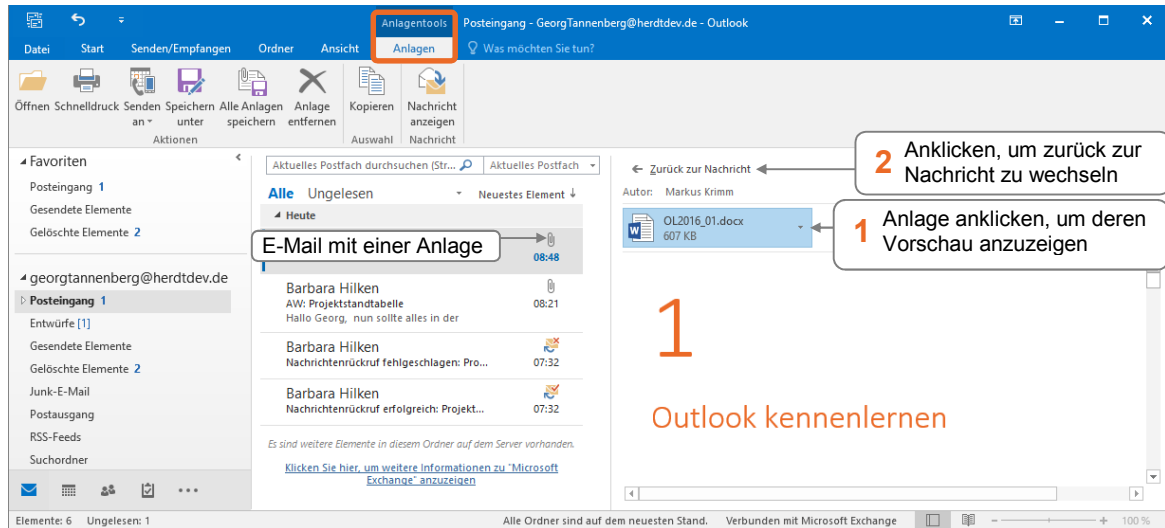 Anlagentools
Posteingang - GeorgTannenberg@herdtdev.de - Outlook
Datei Start Senden/Empfangen Ordner Ansicht Anlagen Was möchten Sie tun?
Öffnen Schnelldruck Senden an Speichern unter Alle Anlagen speichern Anlage entfernen Kopieren Nachricht anzeigen
Aktionen Auswahl Nachricht
Favoriten
Posteingang 1
Gesendete Elemente
Gelöschte Elemente 2
georgtannenberg@herdtdev.de
Posteingang 1
Entwürfe [1]
Gesendete Elemente
Gelöschte Elemente 2
Junk-E-Mail
Postausgang
RSS-Feeds
Suchordner
Aktuelles Postfach durchsuchen (Str... Aktuelles Postfach
Alle Ungelesen Neuestes Element ↓
Heute
E-Mail mit einer Anlage
08:48
Barbara Hilken
AW: Projektstandtabelle 08:21
Hallo Georg, nun sollte alles in der
Barbara Hilken
Nachrichtenrückruf fehlgeschlagen: Pro... 07:32
Barbara Hilken
Nachrichtenrückruf erfolgreich: Projekt... 07:32
Es sind weitere Elemente in diesem Ordner auf dem Server vorhanden.
Klicken Sie hier, um weitere Informationen zu "Microsoft
Exchange" anzuzeigen
← Zurück zur Nachricht
2 Anklicken, um zurück zur
Nachricht zu wechseln
Autor: Markus Krimm
OL2016_01.docx
607 KB
1 Anlage anklicken, um deren
Vorschau anzuzeigen
1
Outlook kennenlernen
Elemente: 6 Ungelesen: 1 Alle Ordner sind auf dem neuesten Stand. Verbunden mit Microsoft Exchange 100 %